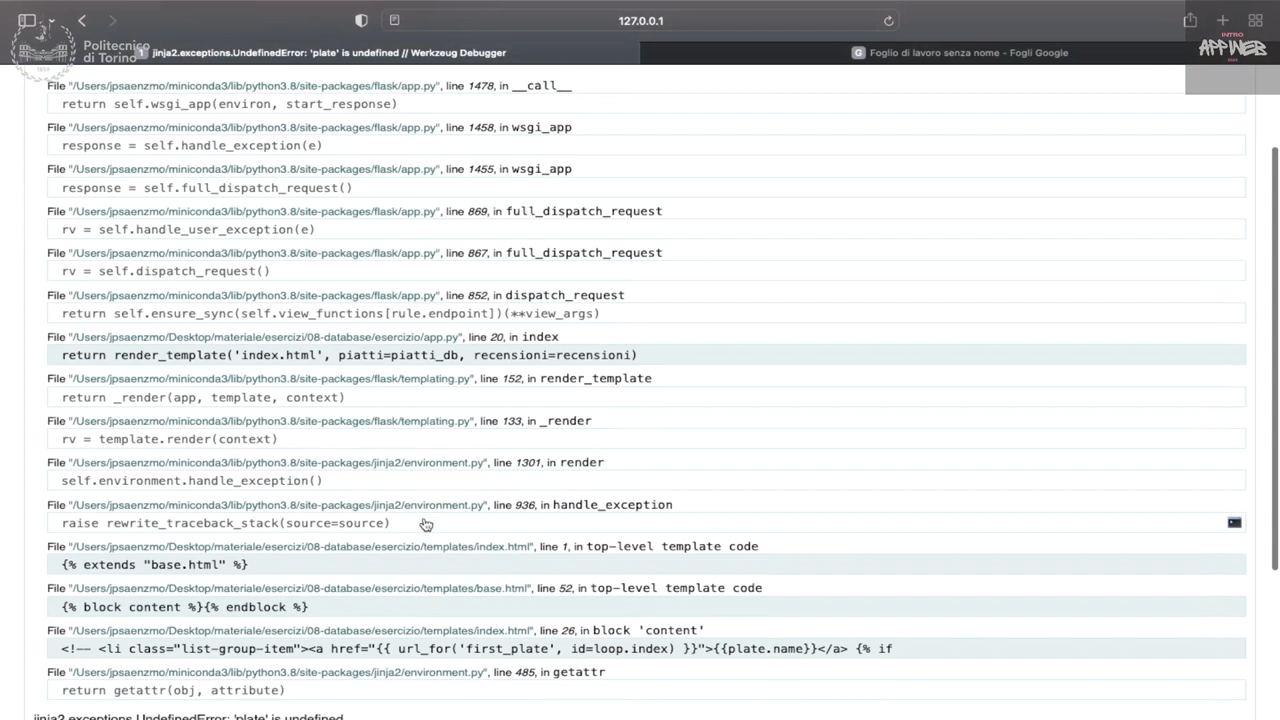 127.0.0.1
Politecnico
di Torino
1859
1 jinja2.exceptions.UndefinedError: 'plate' is undefined // Werkzeug Debugger
G Foglio di lavoro senza nome - Fogli Google
INTRO
APPIWEB
File "/Users/jpsaenzmo/miniconda3/lib/python3.8/site-packages/flask/app.py", line 1478, in __call__
return self.wsgi_app(environ, start_response)
File "/Users/jpsaenzmo/miniconda3/lib/python3.8/site-packages/flask/app.py", line 1458, in wsgi_app
response = self.handle_exception(e)
File "/Users/jpsaenzmo/miniconda3/lib/python3.8/site-packages/flask/app.py", line 1455, in wsgi_app
response = self.full_dispatch_request()
File "/Users/jpsaenzmo/miniconda3/lib/python3.8/site-packages/flask/app.py", line 869, in full_dispatch_request
rv = self.handle_user_exception(e)
File "/Users/jpsaenzmo/miniconda3/lib/python3.8/site-packages/flask/app.py", line 867, in full_dispatch_request
rv = self.dispatch_request()
File "/Users/jpsaenzmo/miniconda3/lib/python3.8/site-packages/flask/app.py", line 852, in dispatch_request
return self.ensure_sync(self.view_functions[rule.endpoint])(**view_args)
File "/Users/jpsaenzmo/Desktop/materiale/esercizi/08-database/esercizio/app.py", line 20, in index
return render_template('index.html', piatti=piatti_db, recensioni=recensioni)
File "/Users/jpsaenzmo/miniconda3/lib/python3.8/site-packages/flask/templating.py", line 152, in render_template
return _render(app, template, context)
File "/Users/jpsaenzmo/miniconda3/lib/python3.8/site-packages/flask/templating.py", line 133, in _render
rv = template.render(context)
File "/Users/jpsaenzmo/miniconda3/lib/python3.8/site-packages/jinja2/environment.py", line 1301, in render
self.environment.handle_exception()
File "/Users/jpsaenzmo/miniconda3/lib/python3.8/site-packages/jinja2/environment.py", line 936, in handle_exception
raise rewrite_traceback_stack(source=source)
File "/Users/jpsaenzmo/Desktop/materiale/esercizi/08-database/esercizio/templates/index.html", line 1, in top-level template code
{% extends "base.html" %}
File "/Users/jpsaenzmo/Desktop/materiale/esercizi/08-database/esercizio/templates/base.html", line 52, in top-level template code
{% block content %}{% endblock %}
File "/Users/jpsaenzmo/Desktop/materiale/esercizi/08-database/esercizio/templates/index.html", line 26, in block 'content'
<!-- <li class="list-group-item"><a href="{{ url_for('first_plate', id=loop.index) }}">{{plate.name}}</a> {% if
File "/Users/jpsaenzmo/miniconda3/lib/python3.8/site-packages/jinja2/environment.py", line 485, in getattr
return getattr(obj, attribute)
jinja2.exceptions.UndefinedError: 'plate' is undefined